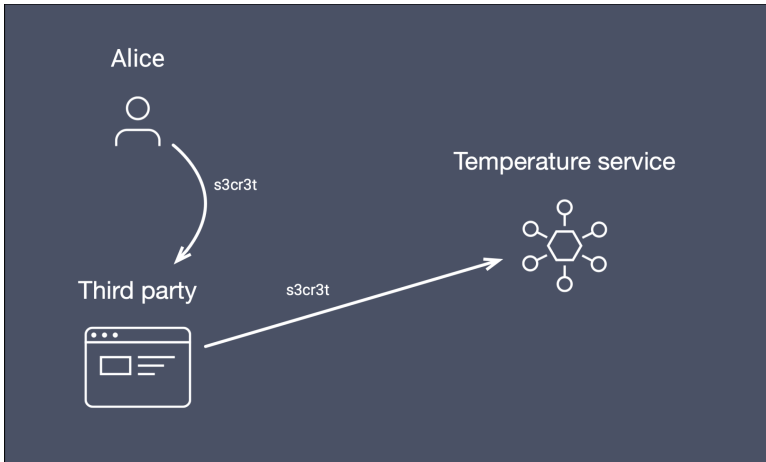 Alice
s3cr3t
Temperature service
Third party
s3cr3t